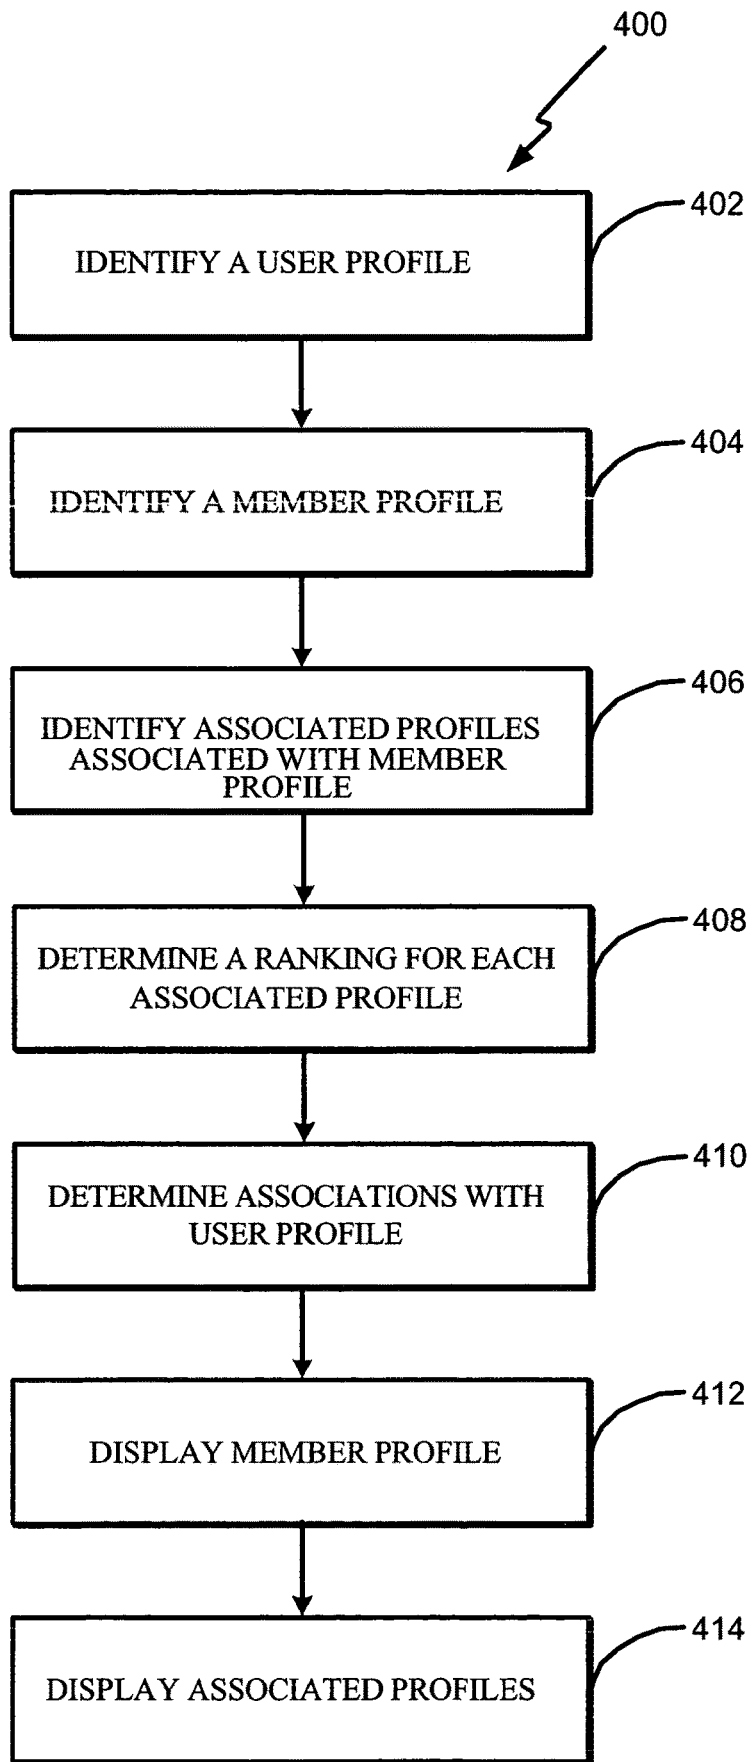 400
402
IDENTIFY A USER PROFILE
404
IDENTIFY A MEMBER PROFILE
406
IDENTIFY ASSOCIATED PROFILES
ASSOCIATED WITH MEMBER
PROFILE
408
DETERMINE A RANKING FOR EACH
ASSOCIATED PROFILE
410
DETERMINE ASSOCIATIONS WITH
USER PROFILE
412
DISPLAY MEMBER PROFILE
414
DISPLAY ASSOCIATED PROFILES